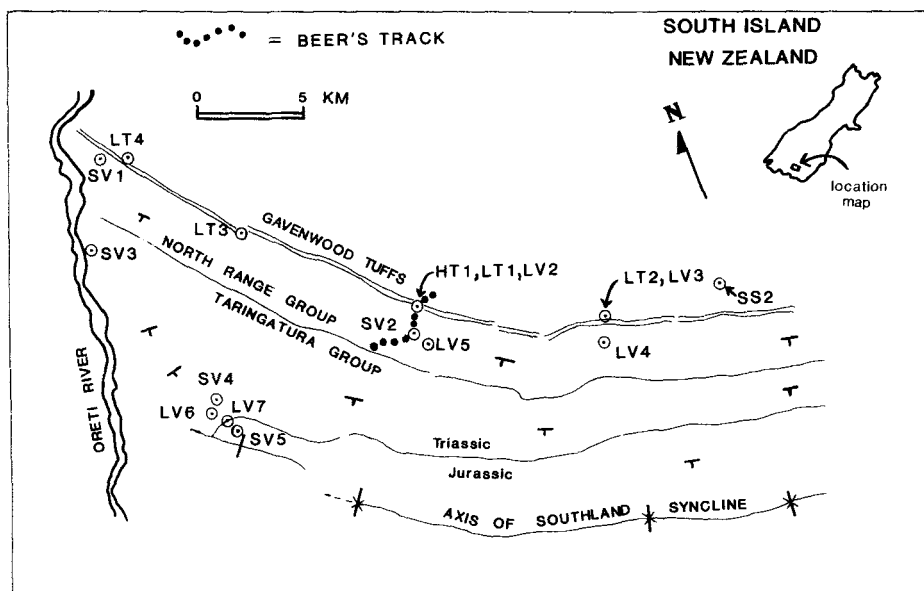 = BEER'S TRACK
SOUTH ISLAND
NEW ZEALAND
0 5 KM
N
location
map
LT4
SV1
LT3
SV3
GAVENWOOD TUFFS
NORTH RANGE GROUP
TARINGATURA GROUP
HT1,LT1,LV2
LT2,LV3
SS2
SV2
LV5
LV4
ORETI RIVER
SV4
LV6
LV7
SV5
Triassic
Jurassic
AXIS OF SOUTHLAND SYNCLINE